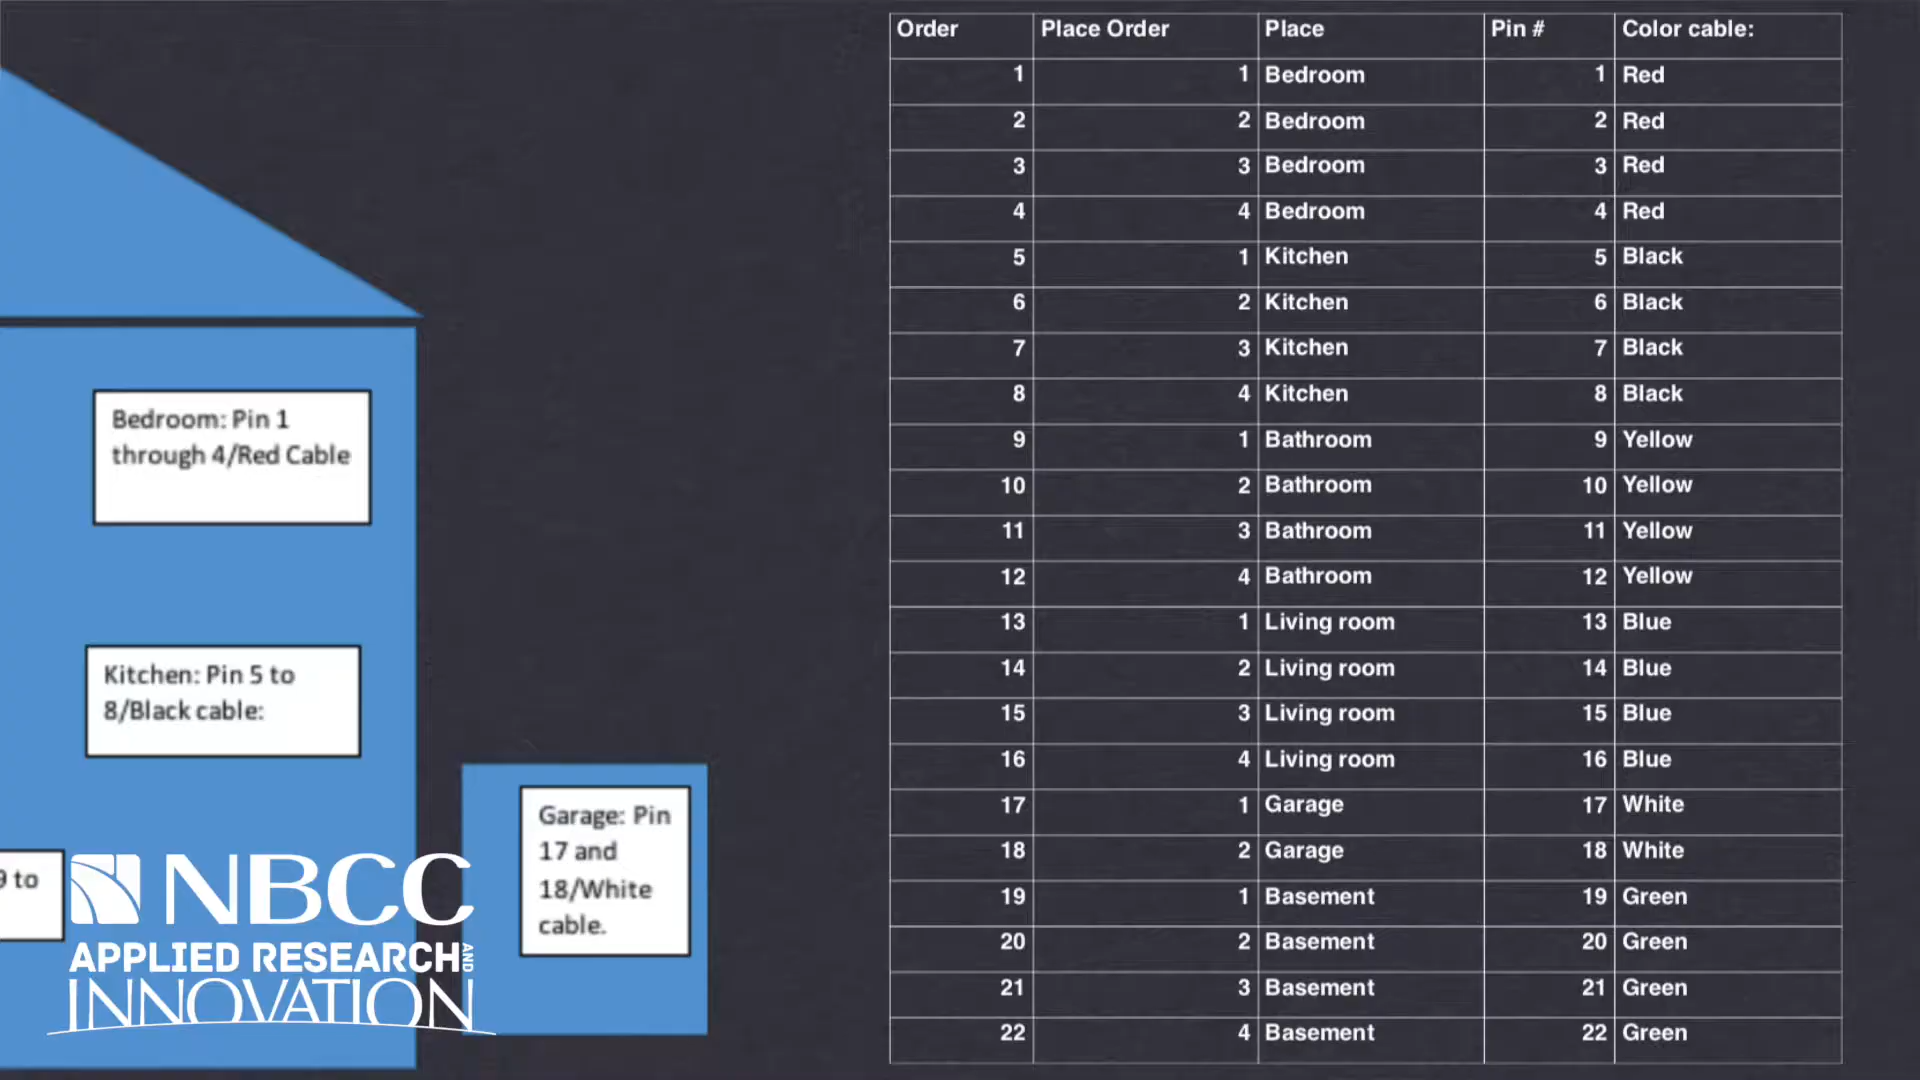 Bedroom: Pin 1
through 4/Red Cable
Kitchen: Pin 5 to
8/Black cable:
9 to
Garage: Pin
17 and
18/White
cable.
NBCC
APPLIED RESEARCH AND
INNOVATION
Order Place Order Place Pin # Color cable:
1 1 Bedroom 1 Red
2 2 Bedroom 2 Red
3 3 Bedroom 3 Red
4 4 Bedroom 4 Red
5 1 Kitchen 5 Black
6 2 Kitchen 6 Black
7 3 Kitchen 7 Black
8 4 Kitchen 8 Black
9 1 Bathroom 9 Yellow
10 2 Bathroom 10 Yellow
11 3 Bathroom 11 Yellow
12 4 Bathroom 12 Yellow
13 1 Living room 13 Blue
14 2 Living room 14 Blue
15 3 Living room 15 Blue
16 4 Living room 16 Blue
17 1 Garage 17 White
18 2 Garage 18 White
19 1 Basement 19 Green
20 2 Basement 20 Green
21 3 Basement 21 Green
22 4 Basement 22 Green